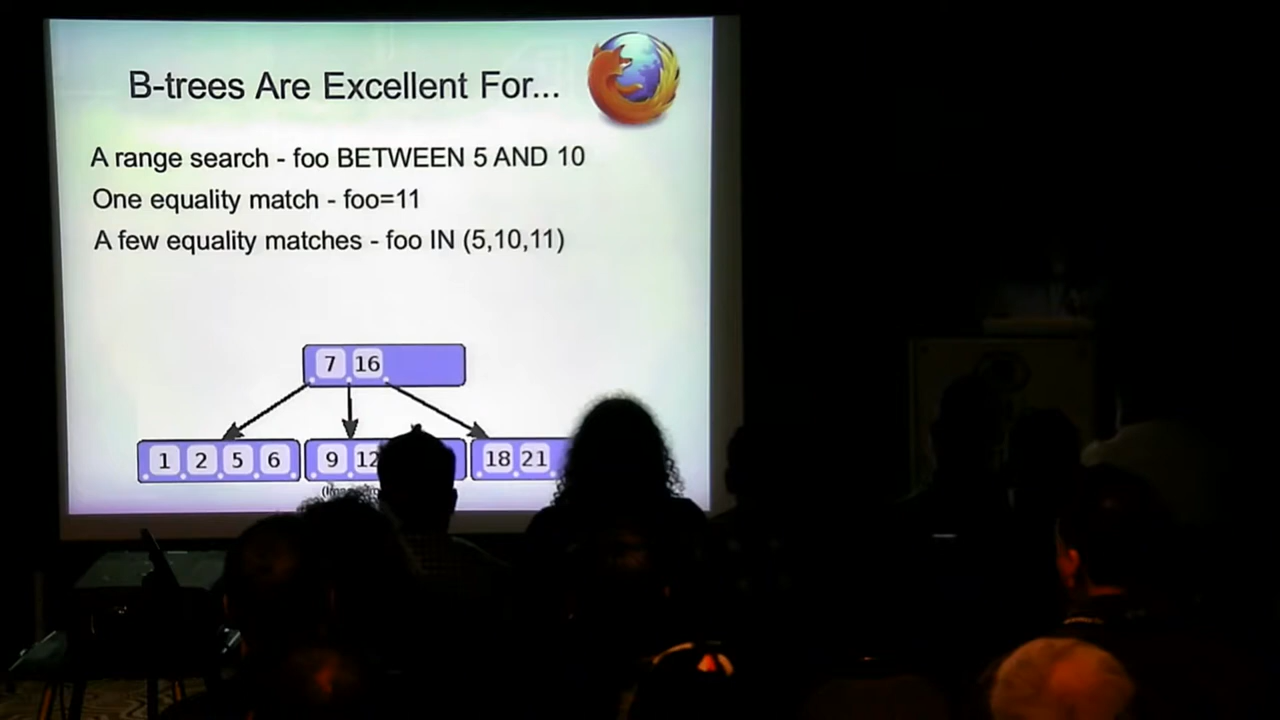 B-trees Are Excellent For...
A range search - foo BETWEEN 5 AND 10
One equality match - foo=11
A few equality matches - foo IN (5,10,11)
7 16
1 2 5 6 9 12 18 21